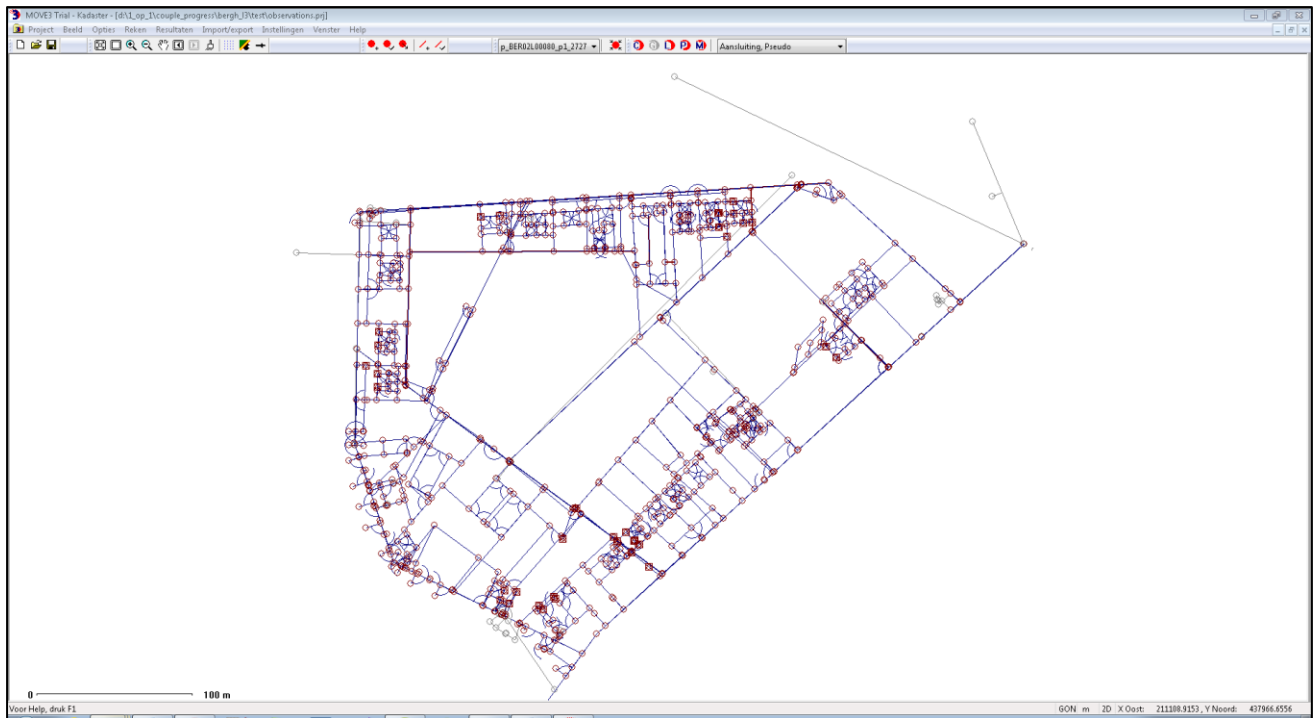 MOVE3 Trial - Kadaster - [d:\1_op_1\couple_progress\bergh_l3\test\observations.prj]
Project Beeld Opties Reken Resultaten Import/export Instellingen Venster Help
p_BER02L00080_p1_2727 Aansluiting, Pseudo
0 100 m
Voor Help, druk F1 GON m 2D X Oost: 211188.9153 , Y Noord: 437966.6556